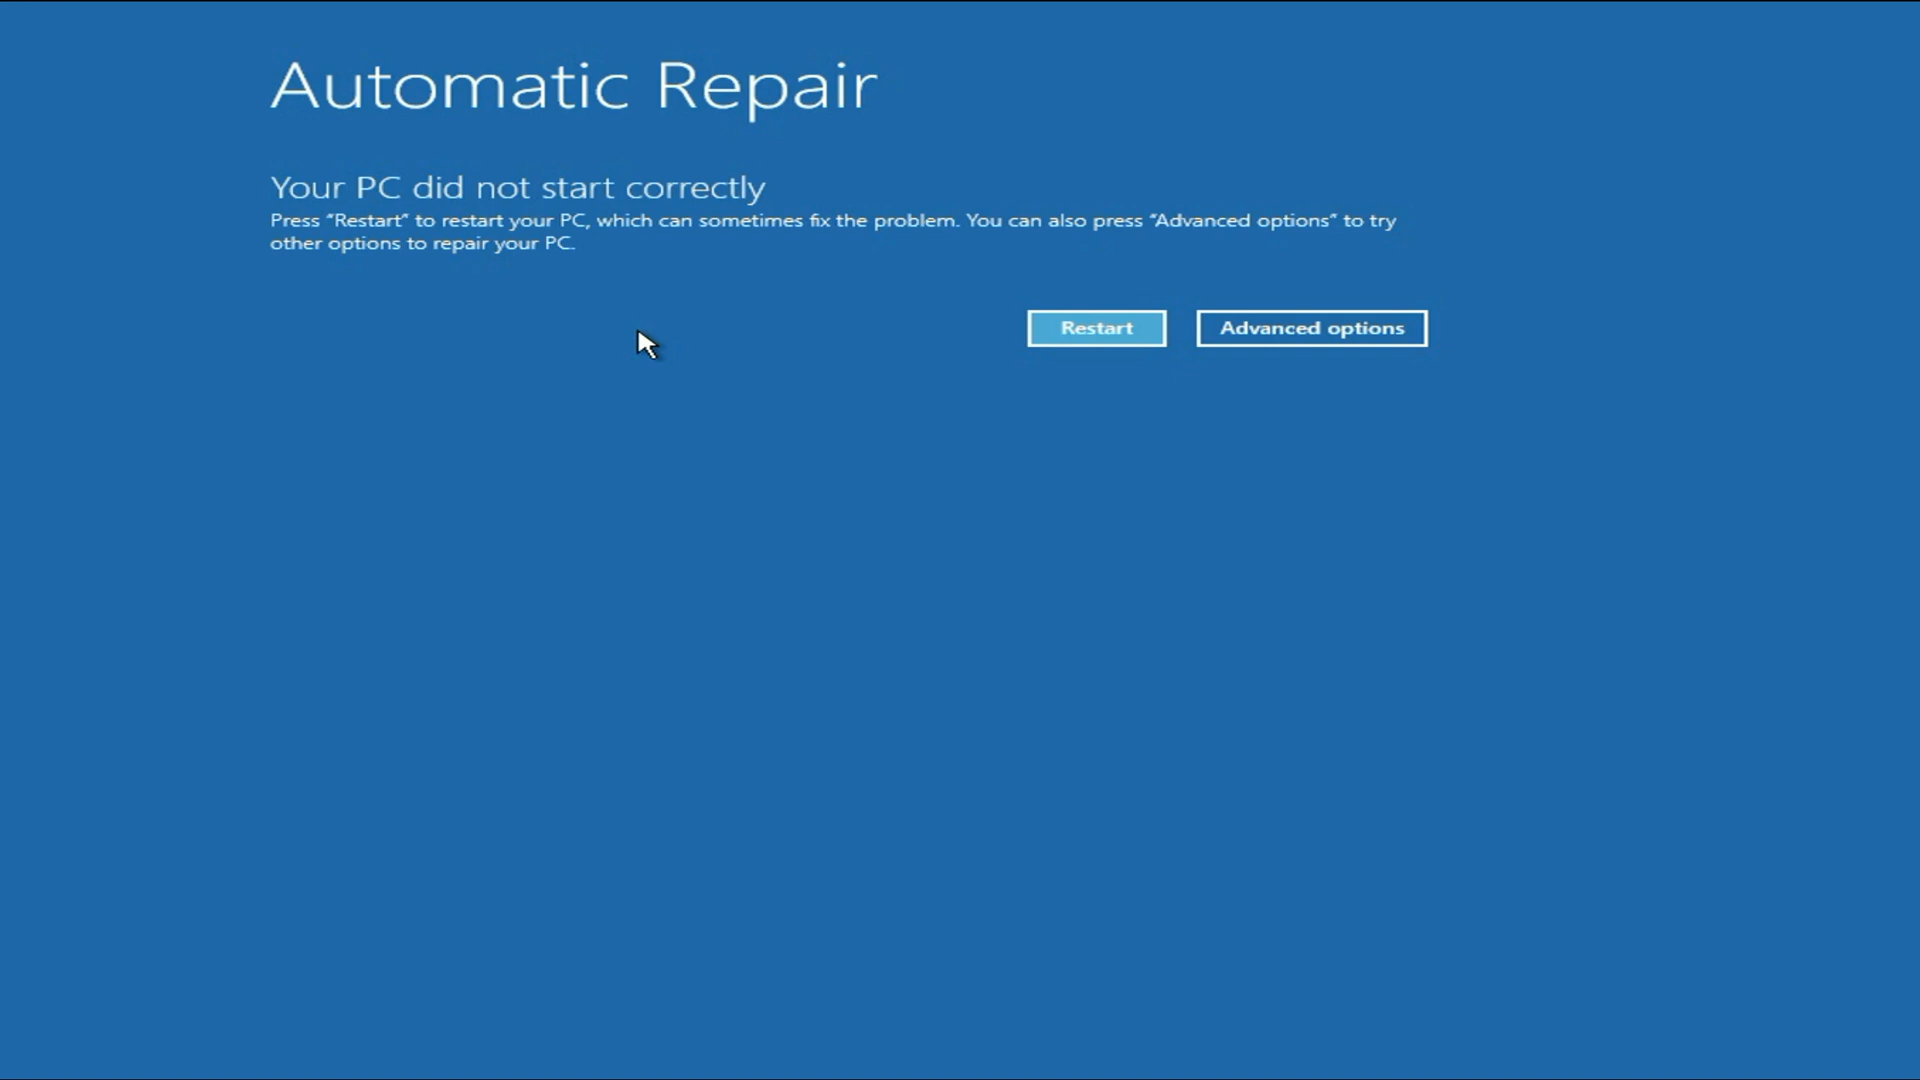 Automatic Repair
Your PC did not start correctly
Press “Restart” to restart your PC, which can sometimes fix the problem. You can also press “Advanced options” to try
other options to repair your PC.
Restart
Advanced options